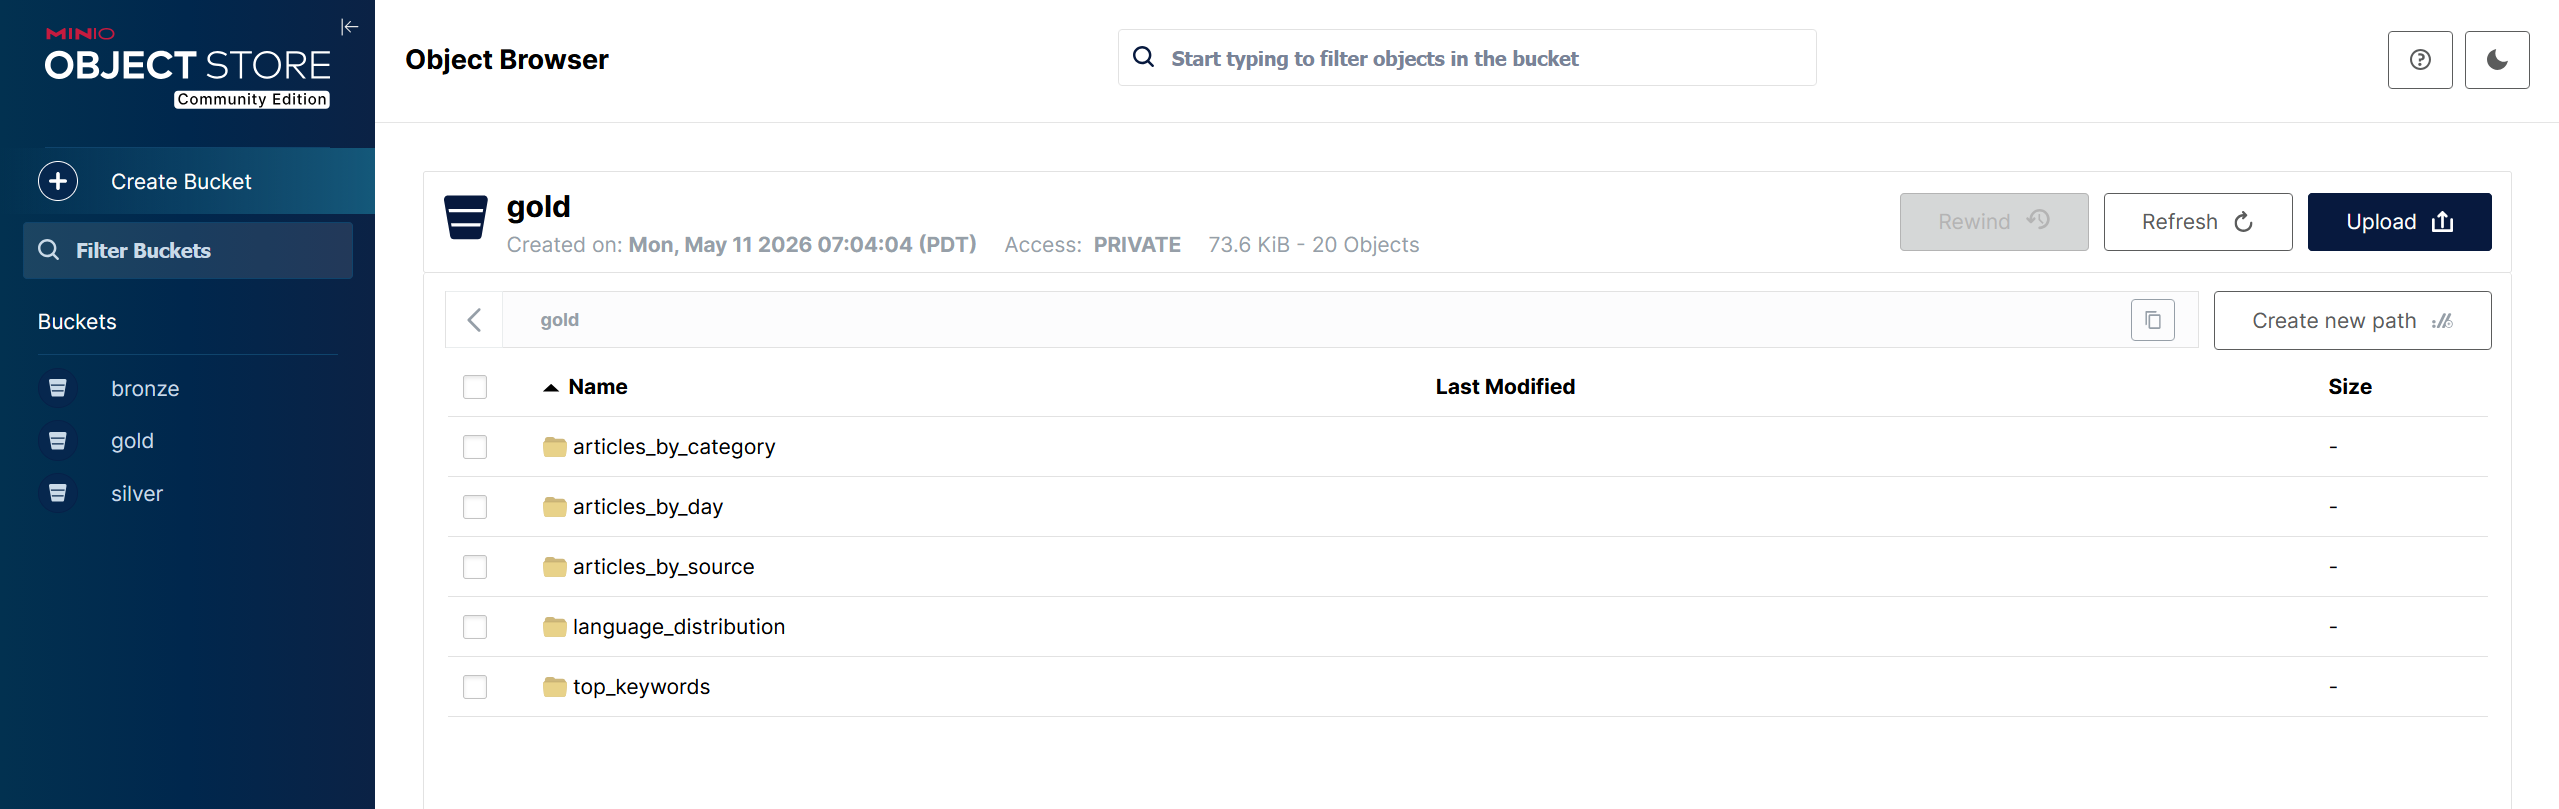 MINIO
OBJECT STORE
Community Edition
Create Bucket
Filter Buckets
Buckets
bronze
gold
silver
Object Browser
Start typing to filter objects in the bucket
gold
Created on: Mon, May 11 2026 07:04:04 (PDT) Access: PRIVATE 73.6 KiB - 20 Objects
Rewind
Refresh
Upload
gold
Create new path
Name Last Modified Size
articles_by_category -
articles_by_day -
articles_by_source -
language_distribution -
top_keywords -